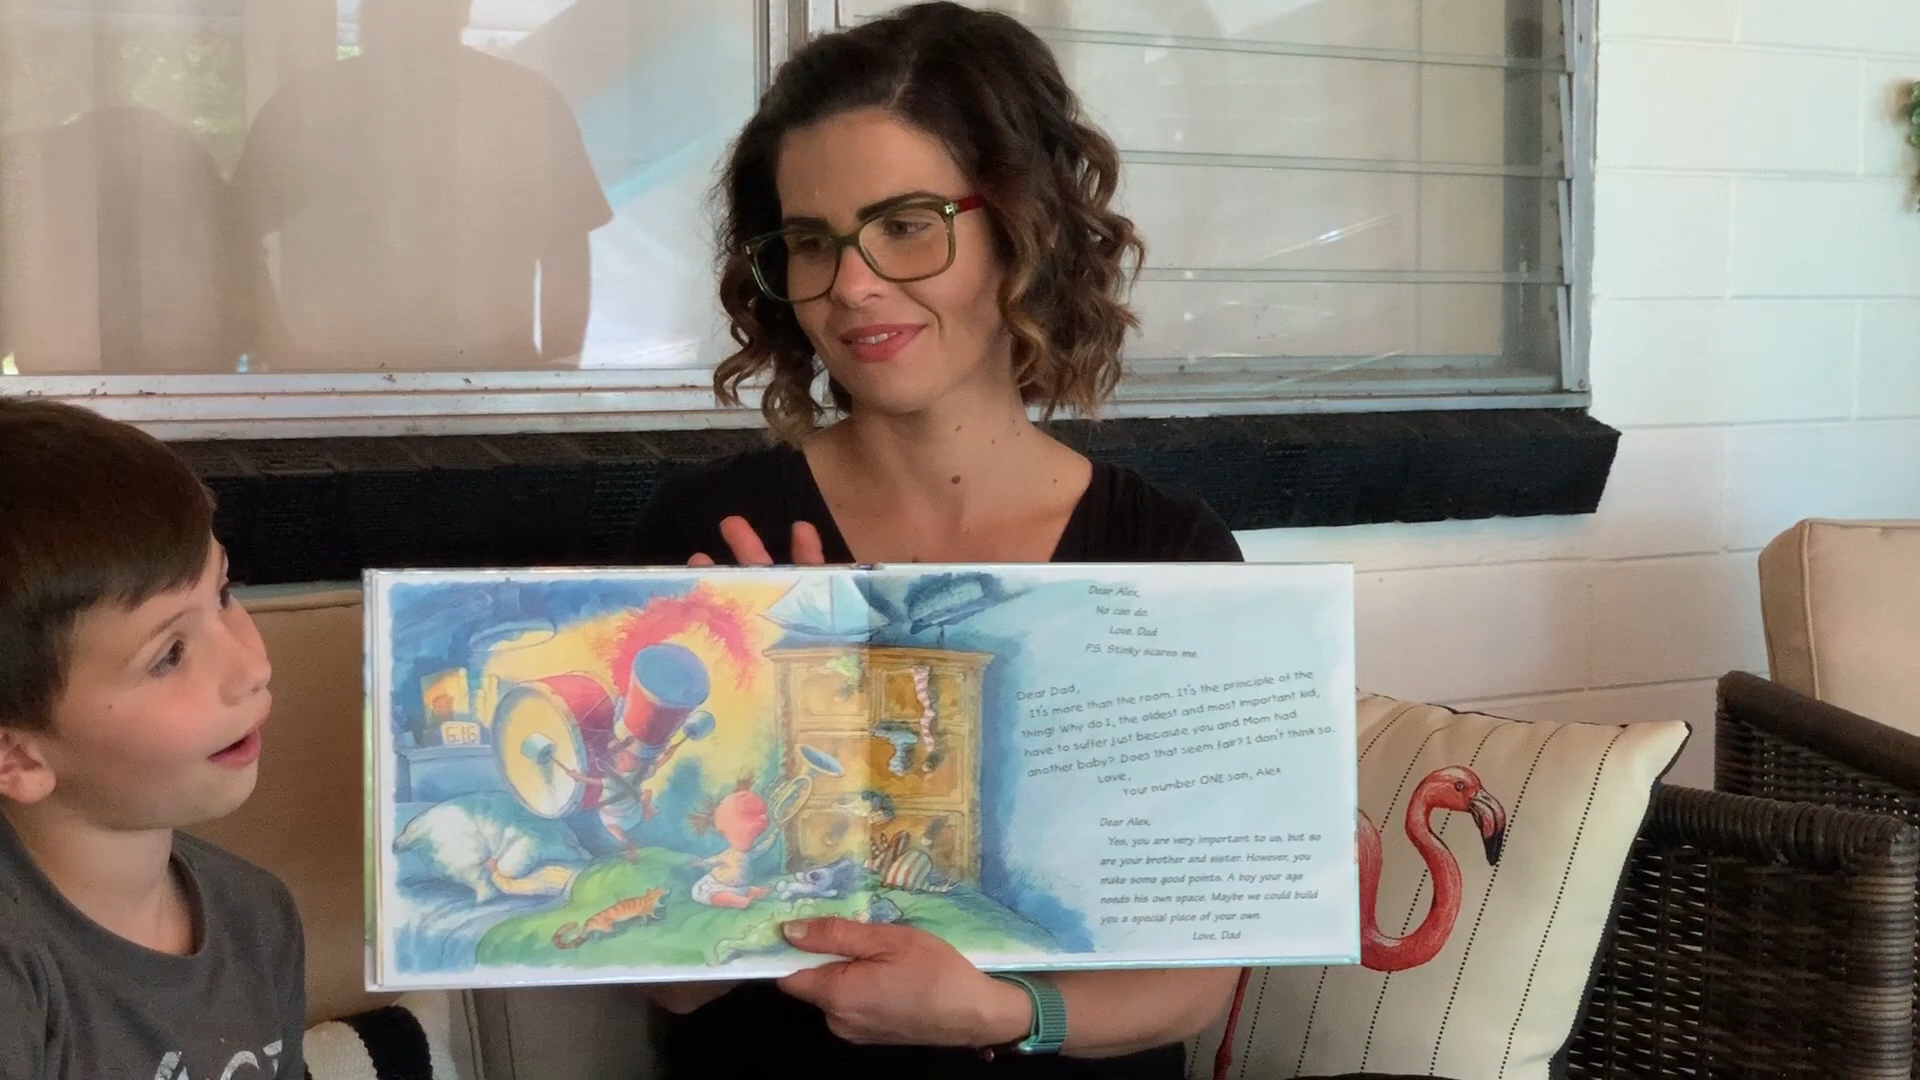 Dear Alex,
No can do.
Love, Dad
P.S. Stinky scares me.
Dear Dad,
It's more than the room. It's the principle of the
thing! Why do I, the oldest and most important kid,
have to suffer just because you and Mom had
another baby? Does that seem fair? I don't think so.
Love,
Your number ONE son, Alex
Dear Alex,
Yes, you are very important to us, but so
are your brother and sister. However, you
make some good points. A boy your age
needs his own space. Maybe we could build
you a special place of your own.
Love, Dad